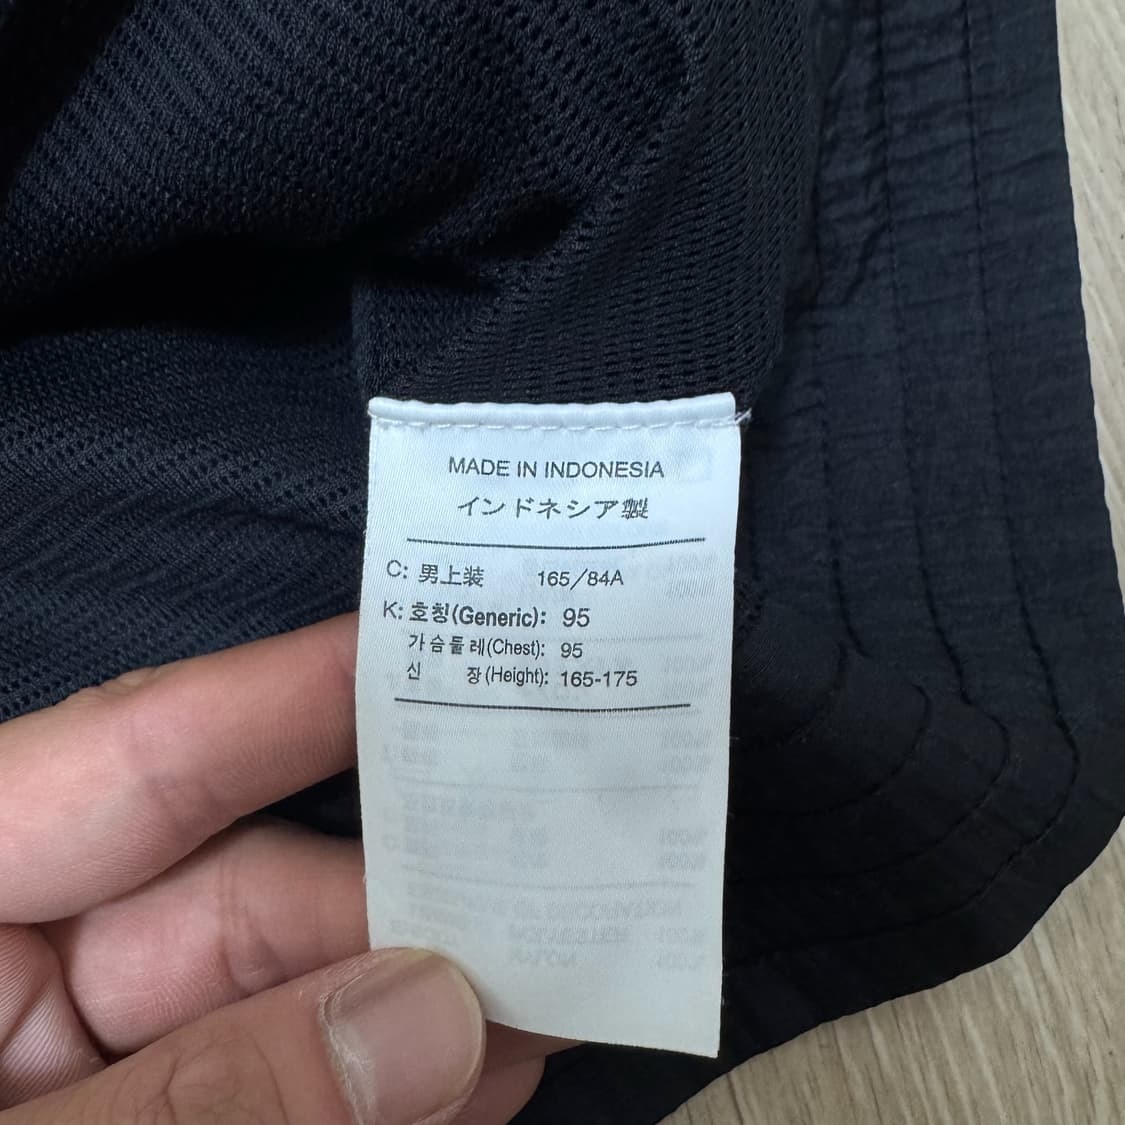 MADE IN INDONESIA
インドネシア製
C: 男上装 165/84A
K: 호칭(Generic): 95
가슴둘레(Chest): 95
신 장(Height): 165-175